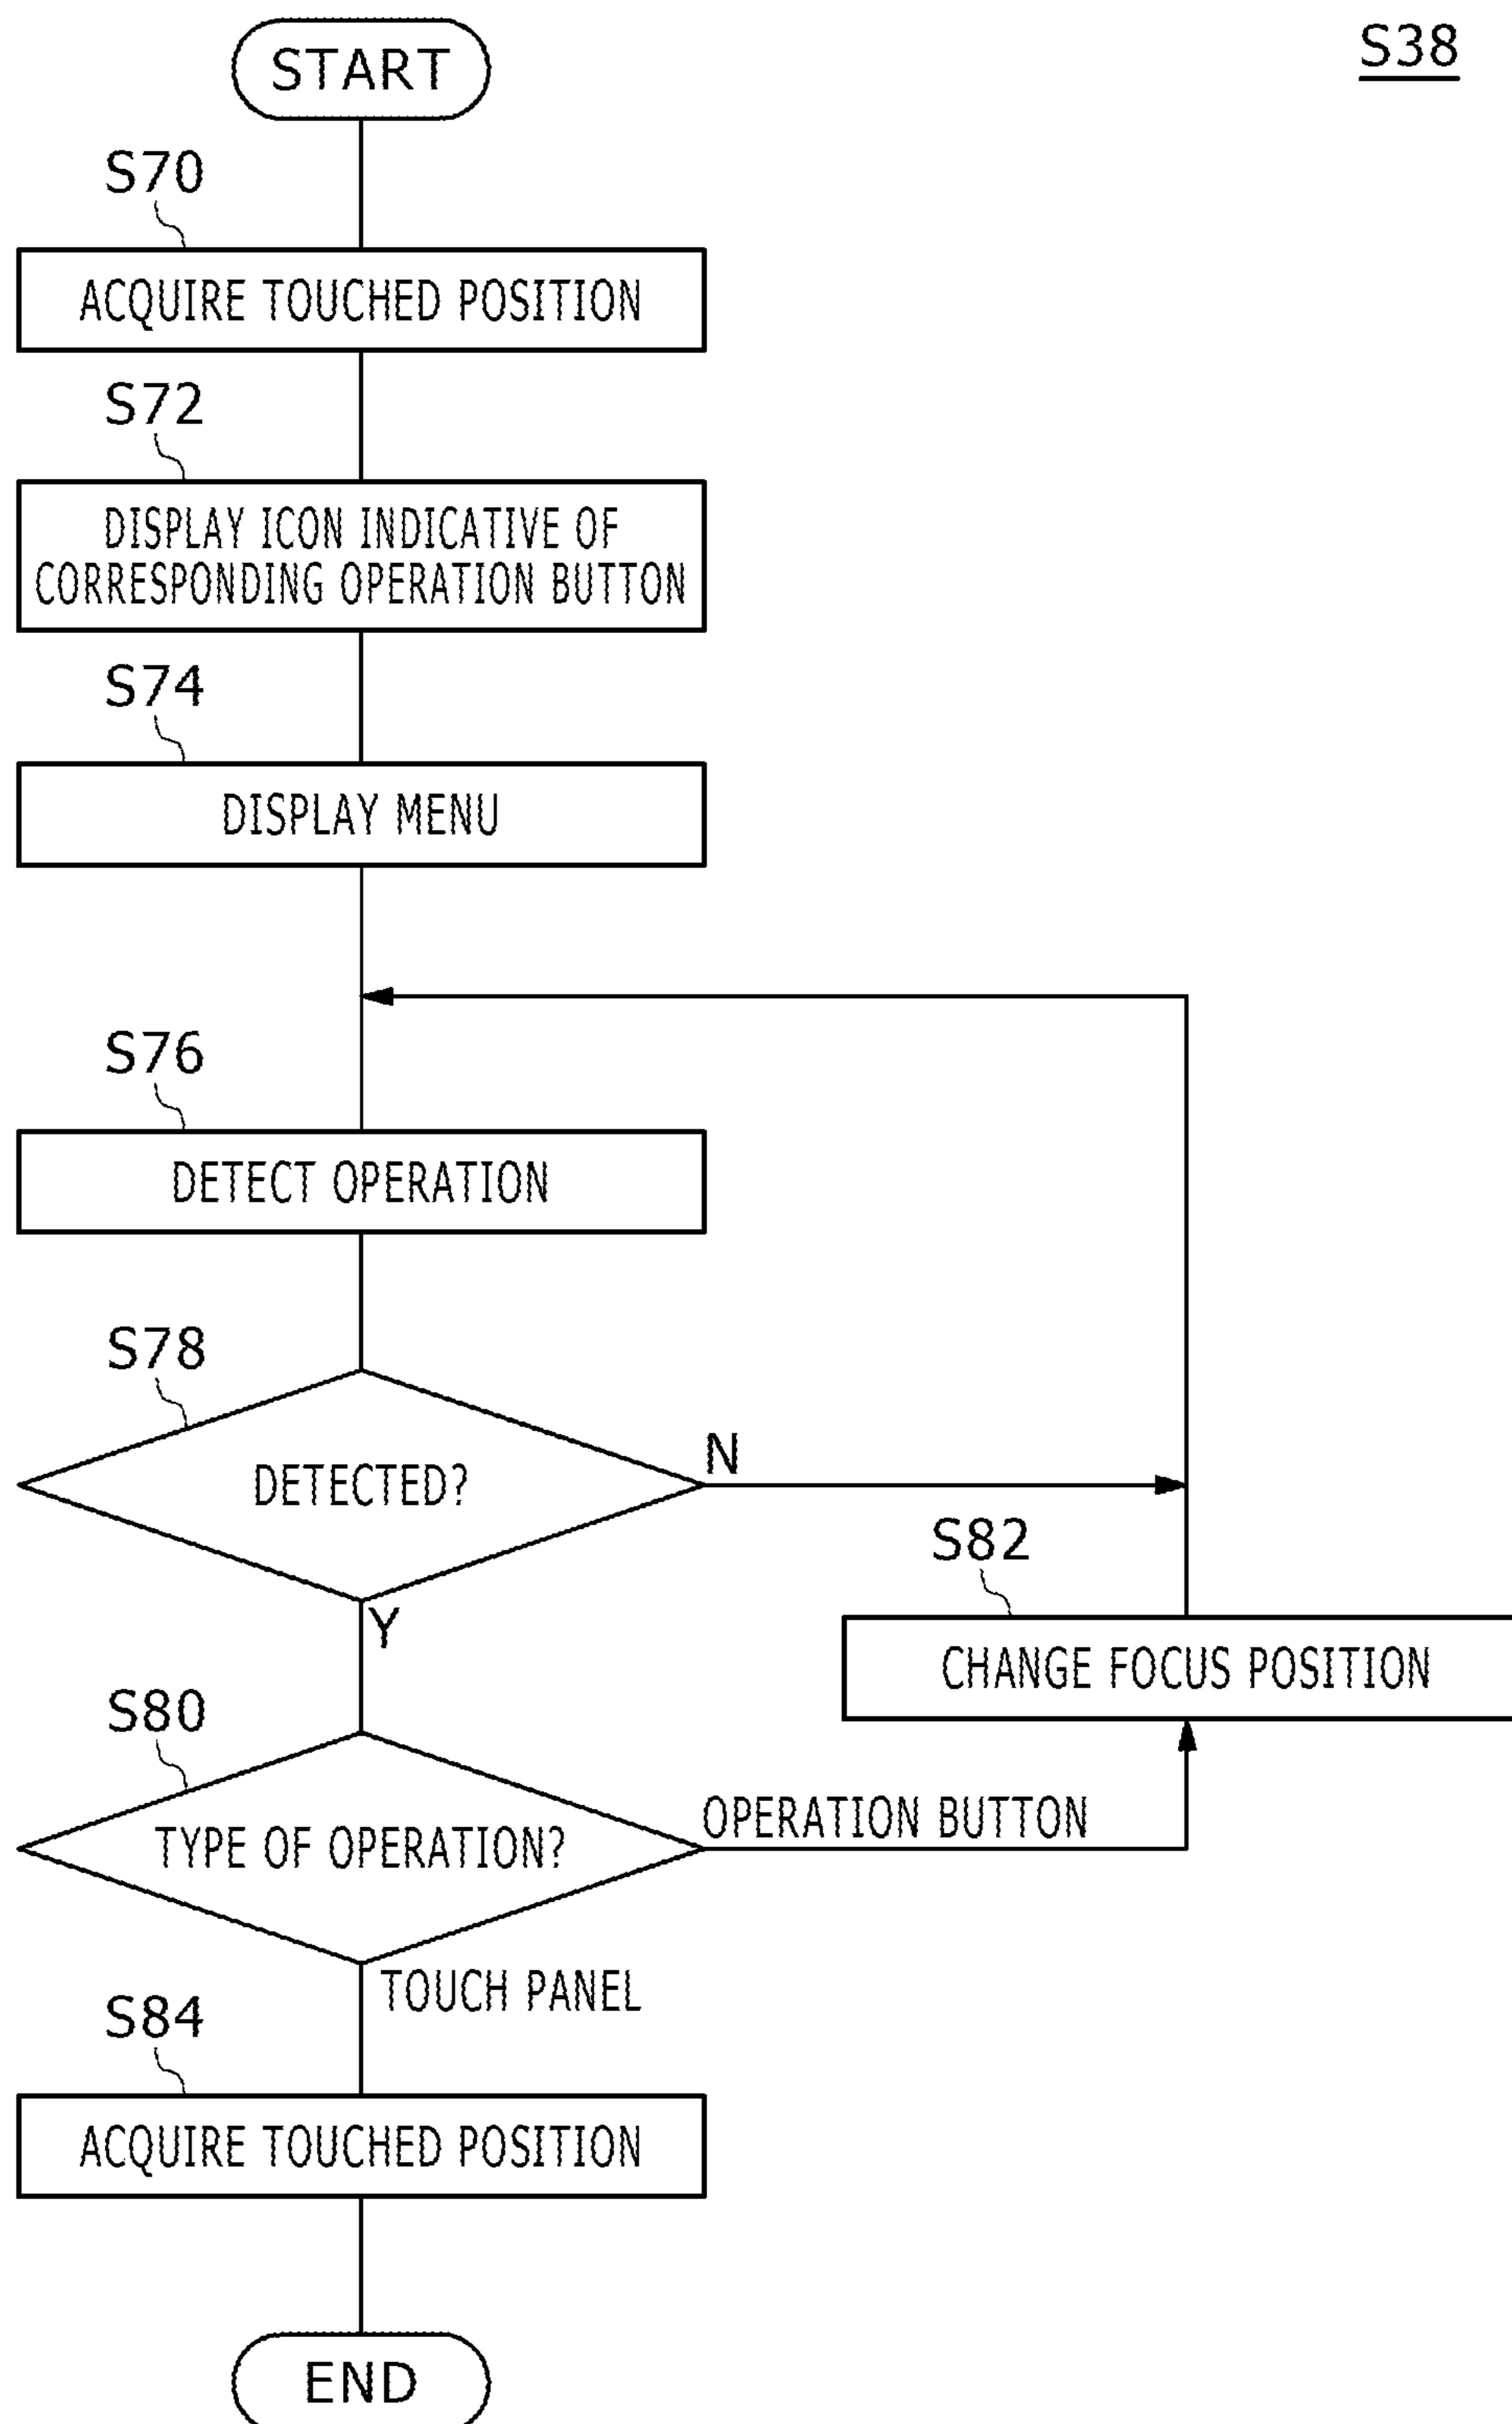 START
S38
S70
ACQUIRE TOUCHED POSITION
S72
DISPLAY ICON INDICATIVE OF
CORRESPONDING OPERATION BUTTON
S74
DISPLAY MENU
S76
DETECT OPERATION
S78
DETECTED?
N
Y
S82
CHANGE FOCUS POSITION
S80
TYPE OF OPERATION?
OPERATION BUTTON
TOUCH PANEL
S84
ACQUIRE TOUCHED POSITION
END